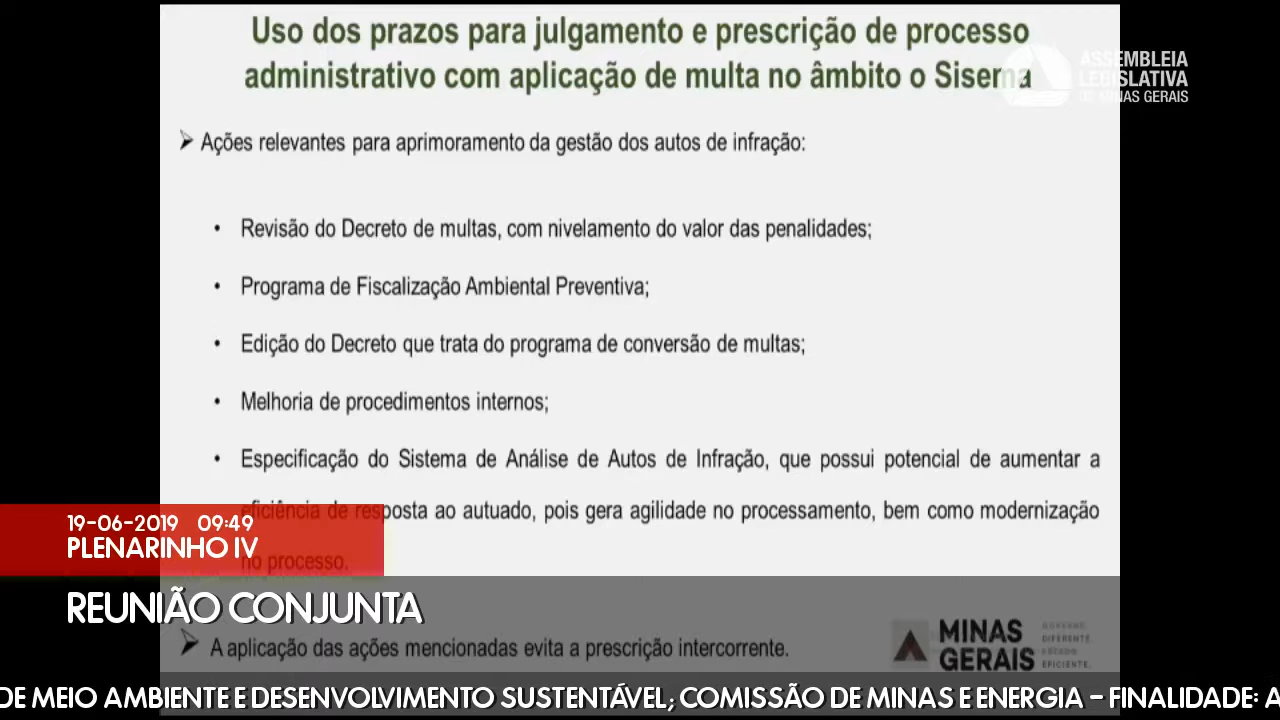 Uso dos prazos para julgamento e prescrição de processo
administrativo com aplicação de multa no âmbito o Sisema
ASSEMBLEIA
LEGISLATIVA
DE MINAS GERAIS
➢ Ações relevantes para aprimoramento da gestão dos autos de infração:
• Revisão do Decreto de multas, com nivelamento do valor das penalidades;
• Programa de Fiscalização Ambiental Preventiva;
• Edição do Decreto que trata do programa de conversão de multas;
• Melhoria de procedimentos internos;
• Especificação do Sistema de Análise de Autos de Infração, que possui potencial de aumentar a
eficiência de resposta ao autuado, pois gera agilidade no processamento, bem como modernização
no processo.
19-06-2019 09:49
PLENARINHO IV
REUNIÃO CONJUNTA
➢ A aplicação das ações mencionadas evita a prescrição intercorrente.
MINAS
GERAIS
GOVERNO
DIFERENTE.
ESTADO
EFICIENTE.
DE MEIO AMBIENTE E DESENVOLVIMENTO SUSTENTÁVEL; COMISSÃO DE MINAS E ENERGIA - FINALIDADE: A